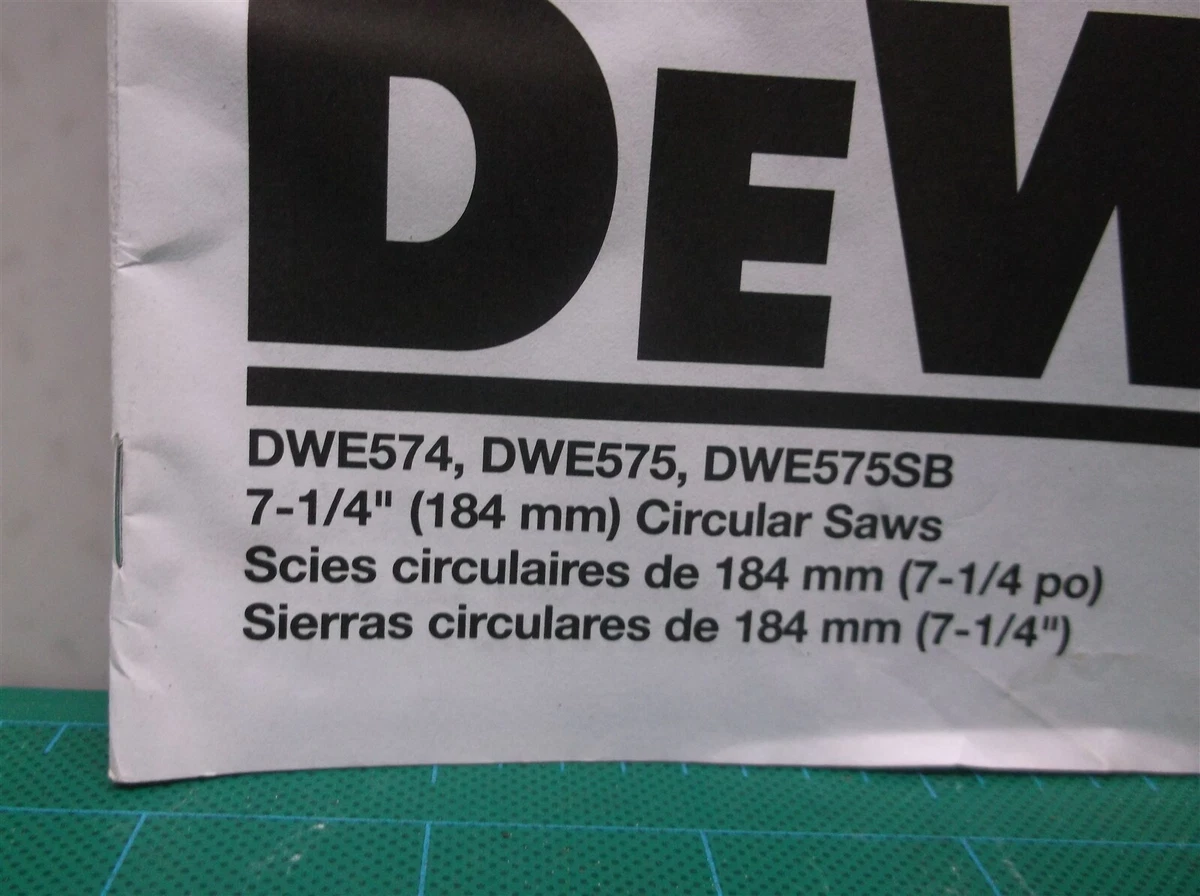 DEW
DWE574, DWE575, DWE575SB
7-1/4" (184 mm) Circular Saws
Scies circulaires de 184 mm (7-1/4 po)
Sierras circulares de 184 mm (7-1/4")